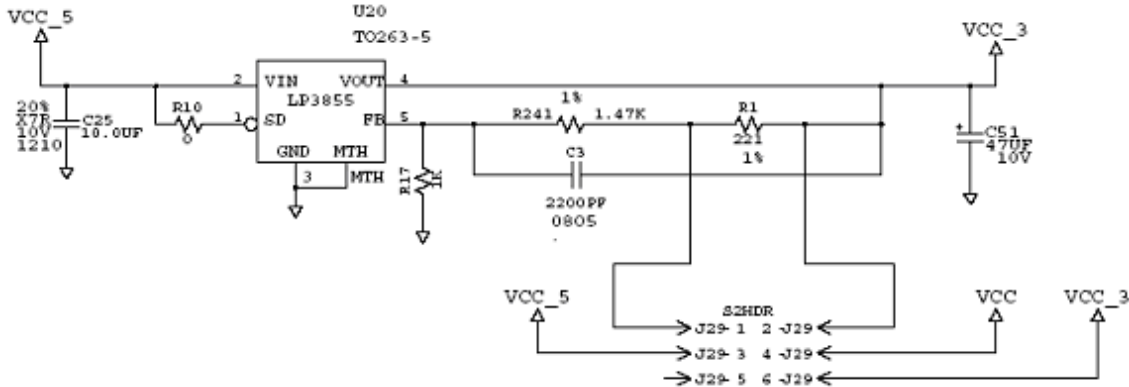 U20
VCC_5
TO263-5
VCC_3
2 VIN VOUT 4
LP3855
20%
X7R
10V
1210
C25
10.0UF
R10
0
1 SD FB 5
1%
R241 1.47K
R1
221
1%
C51
47UF
10V
GND MTH
3 MTH
R17
1K
C3
2200PF
0805
VCC_5
S2HDR
VCC
VCC_3
J29 1 2 J29
J29 3 4 J29
J29 5 6 J29